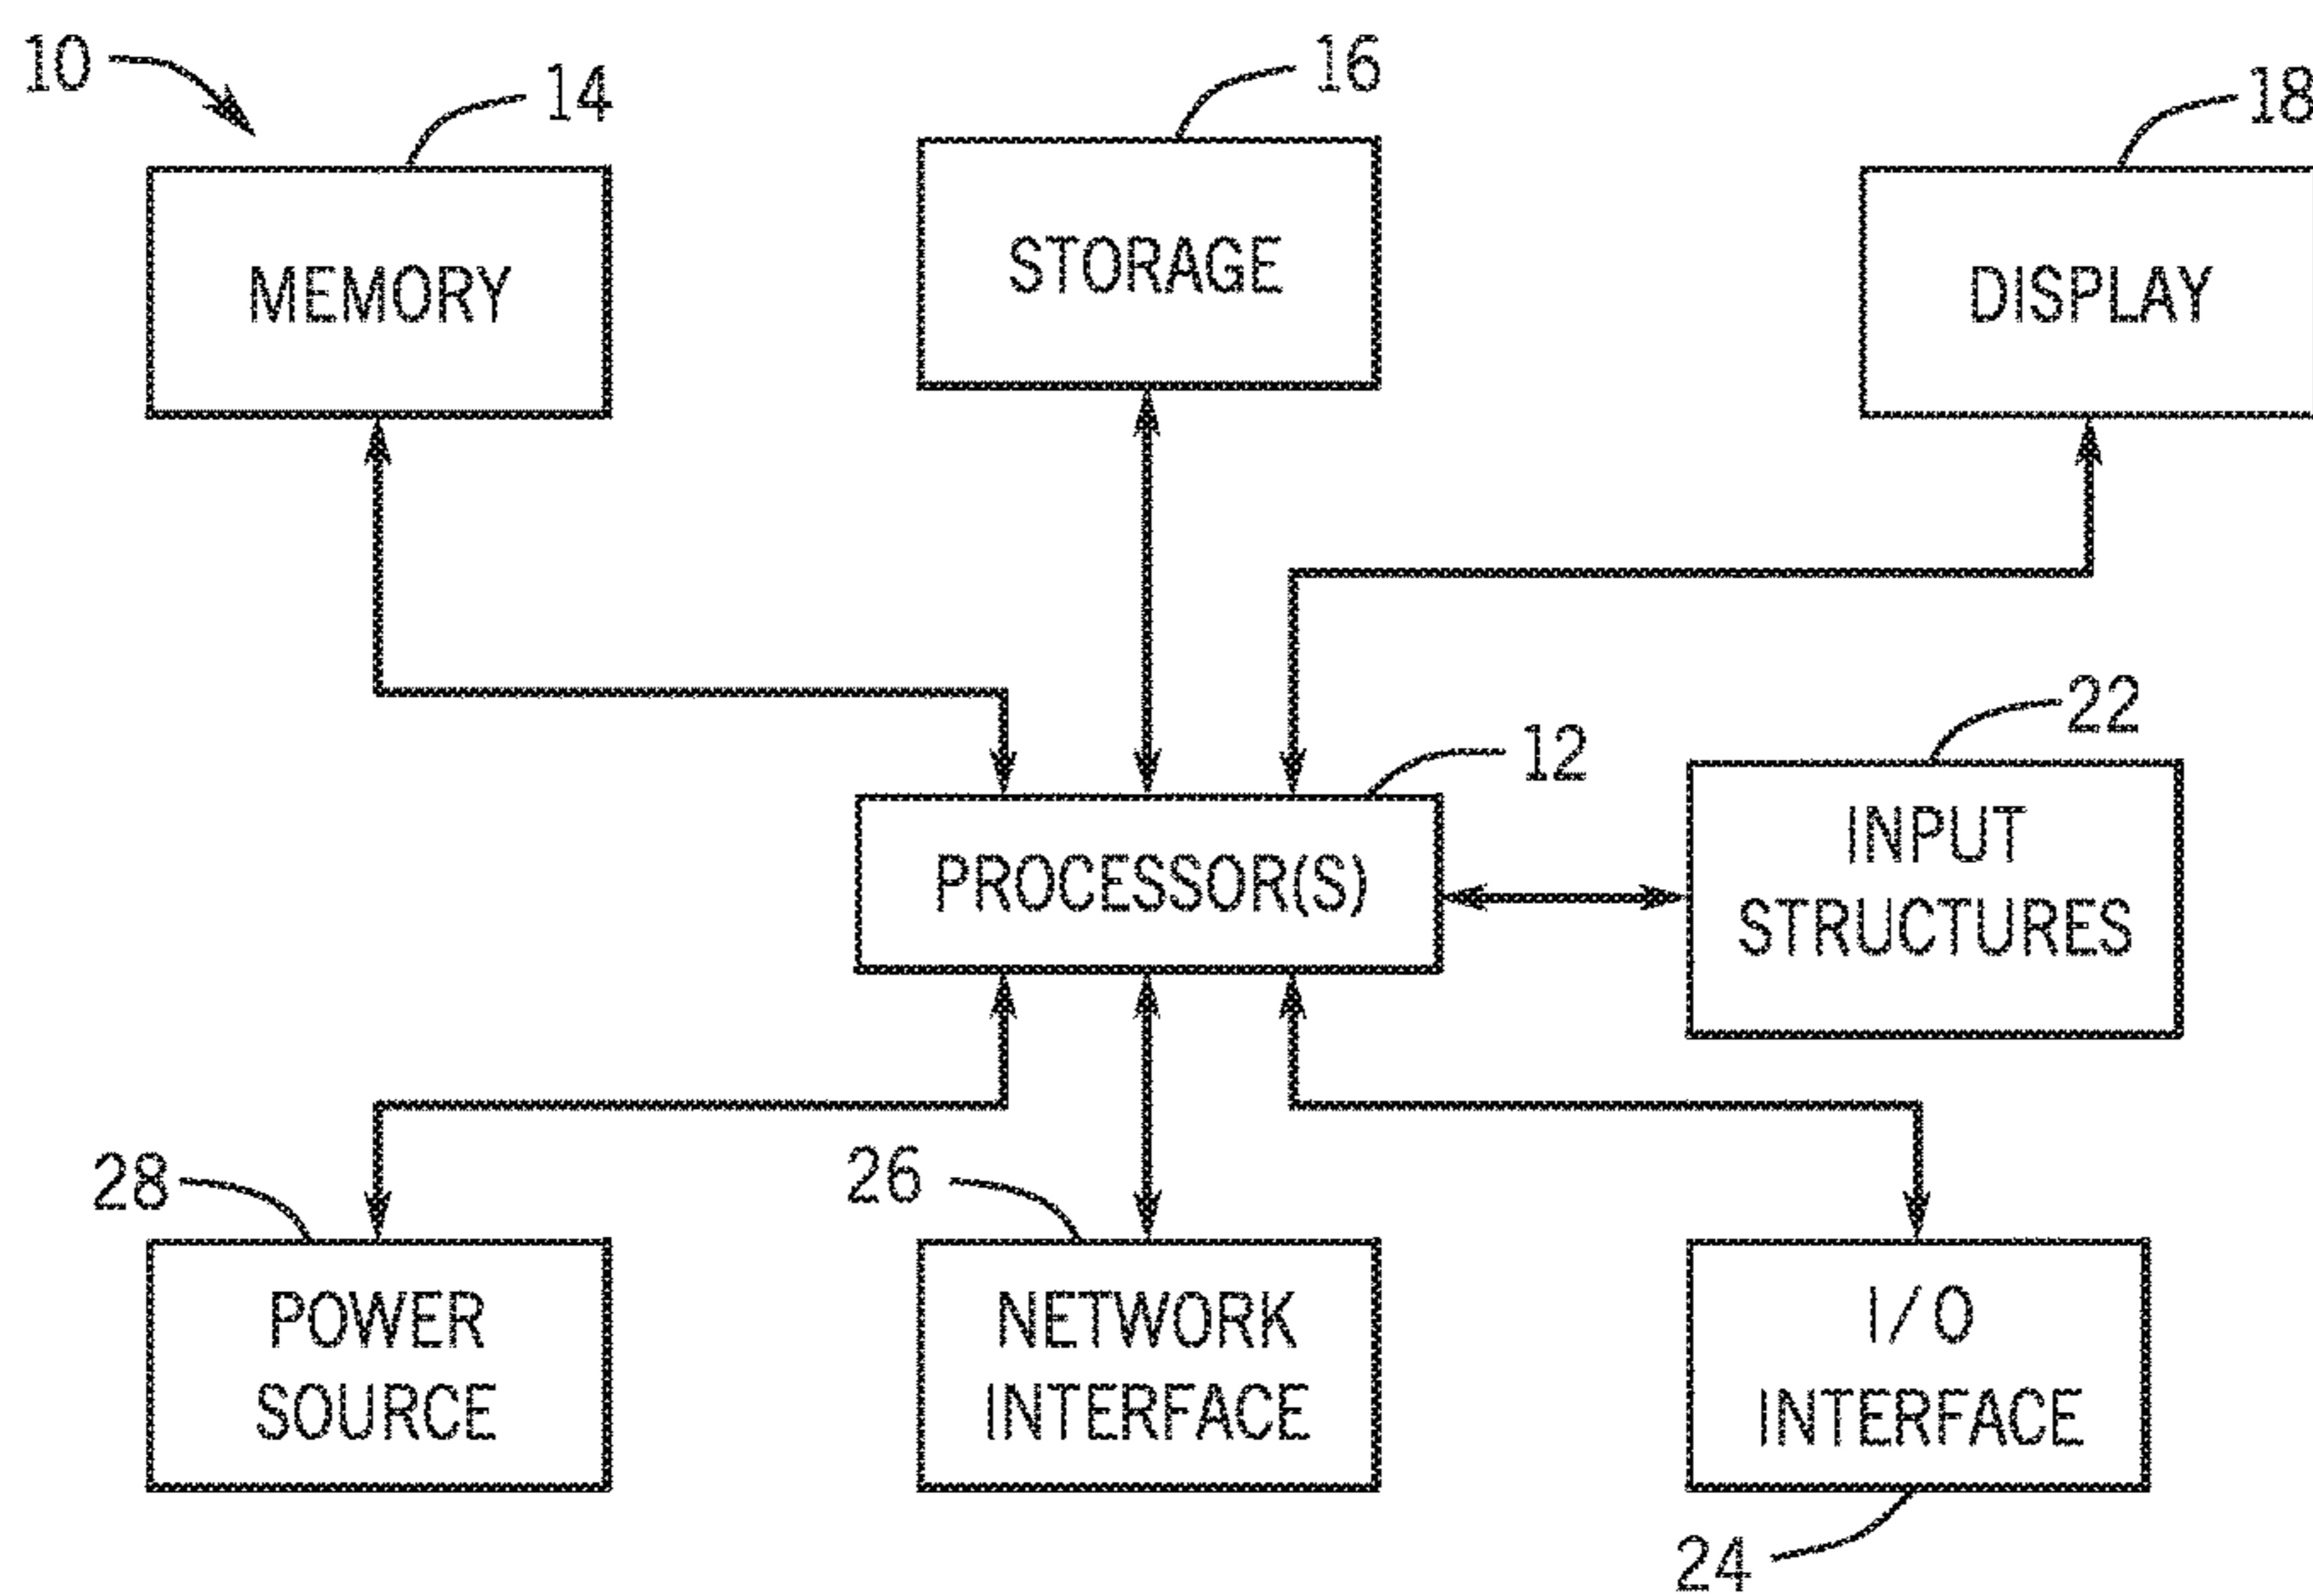 10
14
16
18
MEMORY
STORAGE
DISPLAY
12
22
PROCESSOR(S)
INPUT
STRUCTURES
28
26
POWER
SOURCE
NETWORK
INTERFACE
I/O
INTERFACE
24